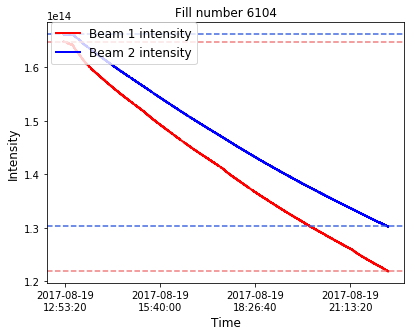 Fill number 6104
1e14
Beam 1 intensity
Beam 2 intensity
1.6
1.5
1.4
1.3
1.2
Intensity
2017-08-19 2017-08-19 2017-08-19 2017-08-19
12:53:20 15:40:00 18:26:40 21:13:20
Time